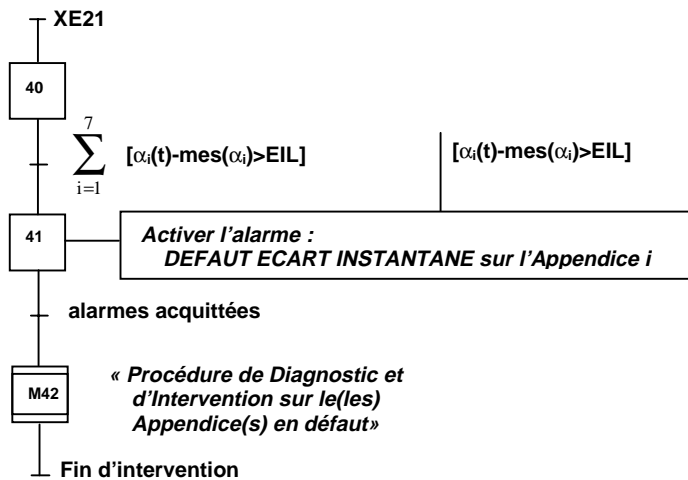 XE21
40
7
∑ [αi(t)-mes(αi)>EIL]
i=1
[αi(t)-mes(αi)>EIL]
41
Activer l'alarme :
DEFAUT ECART INSTANTANE sur l'Appendice i
alarmes acquittées
M42
« Procédure de Diagnostic et
d'Intervention sur le(les)
Appendice(s) en défaut»
Fin d'intervention